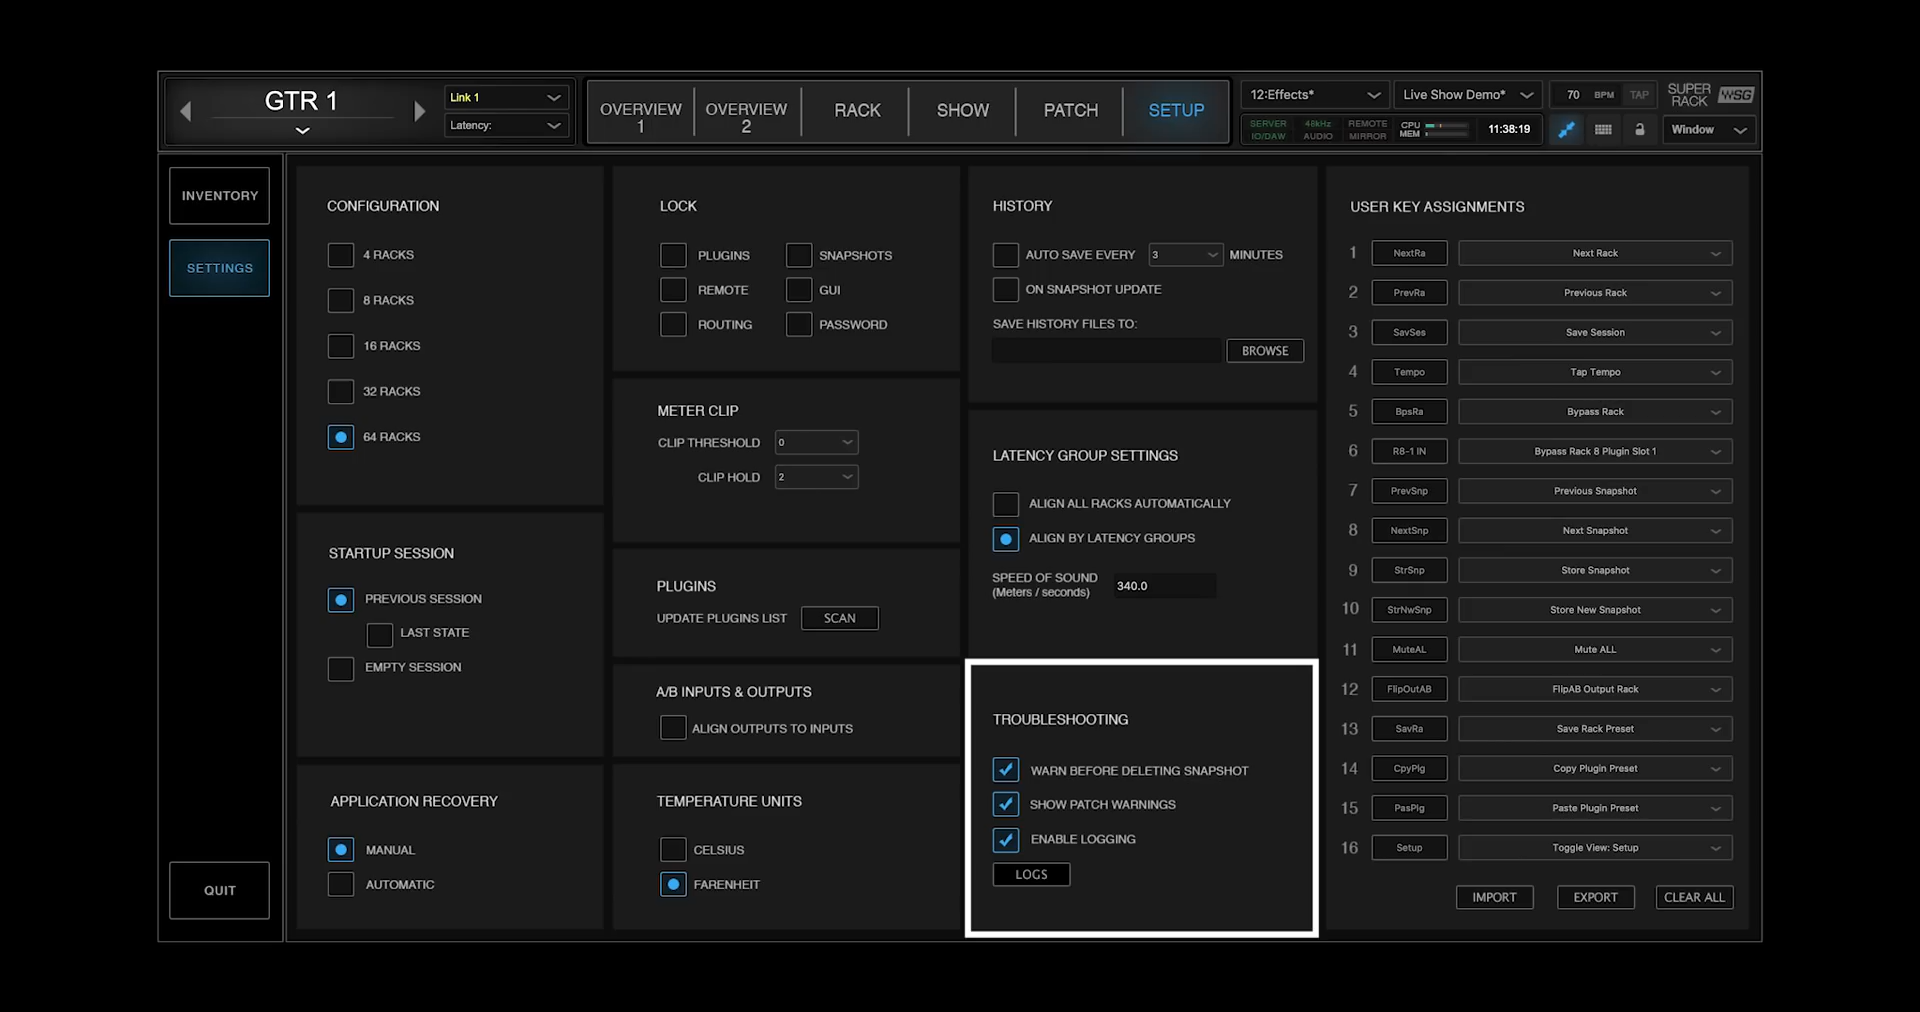 GTR 1
Link 1
Latency:
OVERVIEW 1
OVERVIEW 2
RACK
SHOW
PATCH
SETUP
12:Effects*
Live Show Demo*
70 BPM TAP
SUPER RACK WSG
SERVER IO/DAW
48kHz AUDIO
REMOTE MIRROR
CPU
MEM
11:38:19
Window
INVENTORY
SETTINGS
QUIT
CONFIGURATION
4 RACKS
8 RACKS
16 RACKS
32 RACKS
64 RACKS
STARTUP SESSION
PREVIOUS SESSION
LAST STATE
EMPTY SESSION
APPLICATION RECOVERY
MANUAL
AUTOMATIC
LOCK
PLUGINS SNAPSHOTS
REMOTE GUI
ROUTING PASSWORD
METER CLIP
CLIP THRESHOLD 0
CLIP HOLD 2
PLUGINS
UPDATE PLUGINS LIST SCAN
A/B INPUTS & OUTPUTS
ALIGN OUTPUTS TO INPUTS
TEMPERATURE UNITS
CELSIUS
FARENHEIT
HISTORY
AUTO SAVE EVERY 3 MINUTES
ON SNAPSHOT UPDATE
SAVE HISTORY FILES TO:
BROWSE
LATENCY GROUP SETTINGS
ALIGN ALL RACKS AUTOMATICALLY
ALIGN BY LATENCY GROUPS
SPEED OF SOUND
(Meters / seconds)
340.0
TROUBLESHOOTING
WARN BEFORE DELETING SNAPSHOT
SHOW PATCH WARNINGS
ENABLE LOGGING
LOGS
USER KEY ASSIGNMENTS
1 NextRa Next Rack
2 PrevRa Previous Rack
3 SavSes Save Session
4 Tempo Tap Tempo
5 BpsRa Bypass Rack
6 R8-1 IN Bypass Rack 8 Plugin Slot 1
7 PrevSnp Previous Snapshot
8 NextSnp Next Snapshot
9 StrSnp Store Snapshot
10 StrNwSnp Store New Snapshot
11 MuteAL Mute ALL
12 FlipOutAB FlipAB Output Rack
13 SavRa Save Rack Preset
14 CpyPlg Copy Plugin Preset
15 PasPlg Paste Plugin Preset
16 Setup Toggle View: Setup
IMPORT EXPORT CLEAR ALL